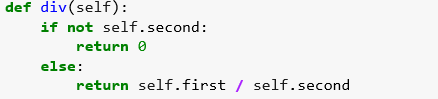 def div(self):
    if not self.second:
        return 0
    else:
        return self.first / self.second